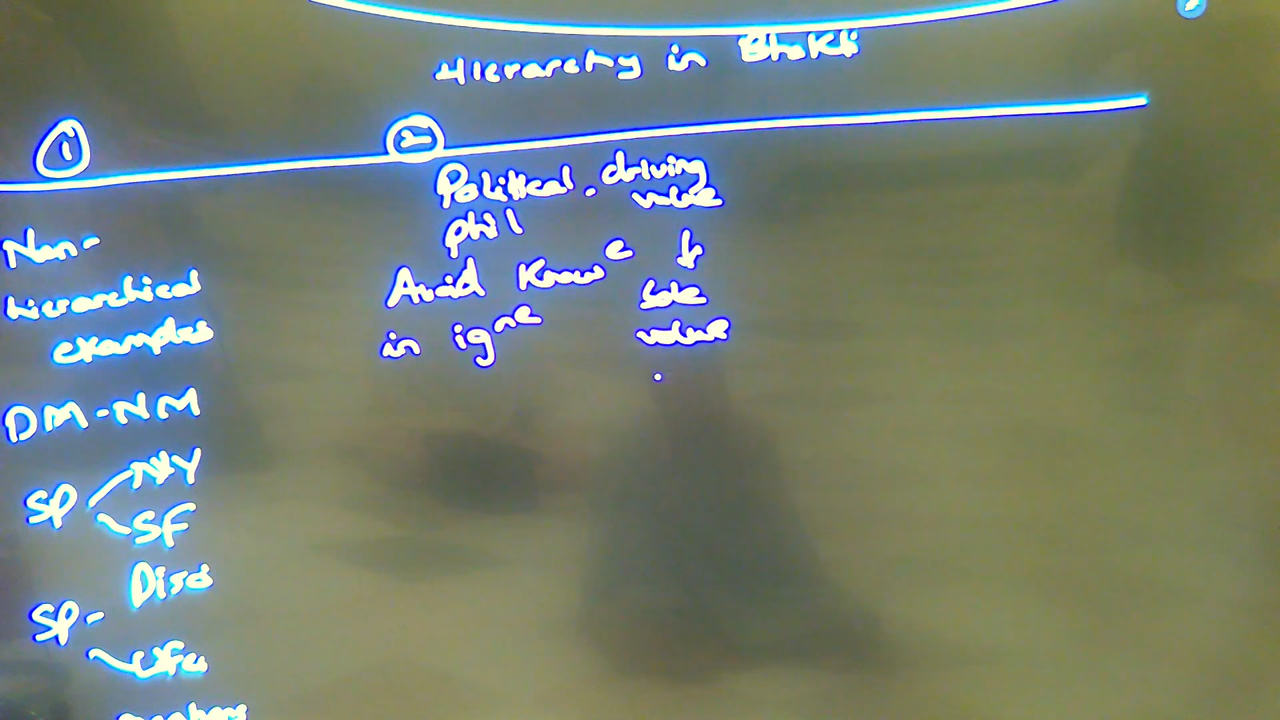 Hierarchy in Bhakti
1
2
Non-
hierarchical
examples
DM-NM
SP NY
SF
SP- Disci
Political . driving
phil value
Avoid Know e ↓
in ig ne sole
value